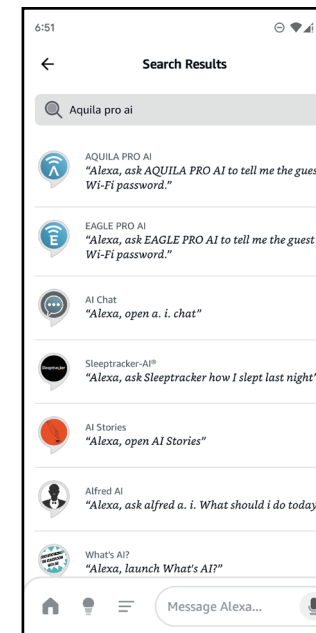 6:51
Search Results
Aquila pro ai
AQUILA PRO AI
“Alexa, ask AQUILA PRO AI to tell me the gues
Wi-Fi password.”
EAGLE PRO AI
“Alexa, ask EAGLE PRO AI to tell me the guest
Wi-Fi password.”
E
AI Chat
“Alexa, open a. i. chat”
Sleeptracker-AI®
“Alexa, ask Sleeptracker how I slept last night”
Sleeptracker
AI Stories
“Alexa, open AI Stories”
Alfred AI
“Alexa, ask alfred a. i. What should i do today
What's AI?
“Alexa, launch What's AI?”
Message Alexa...